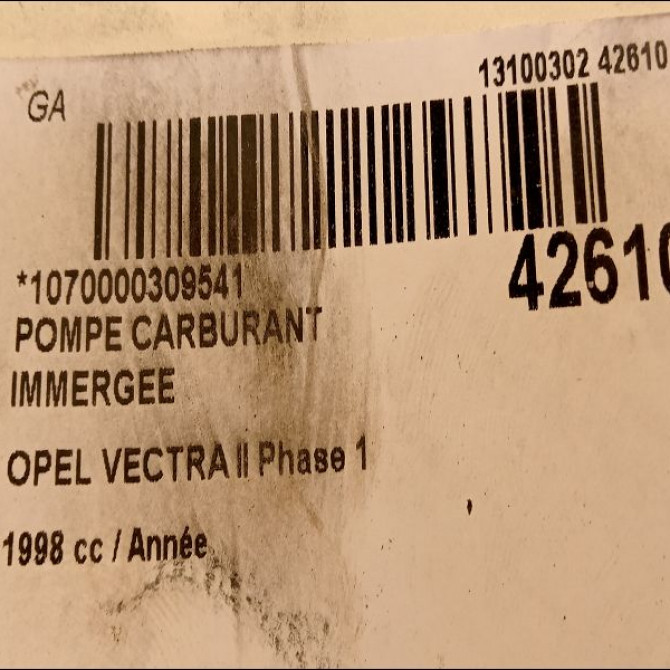 GA
13100302 42610
42610
*1070000309541
POMPE CARBURANT
IMMERGEE
OPEL VECTRA II Phase 1
1998 cc / Année